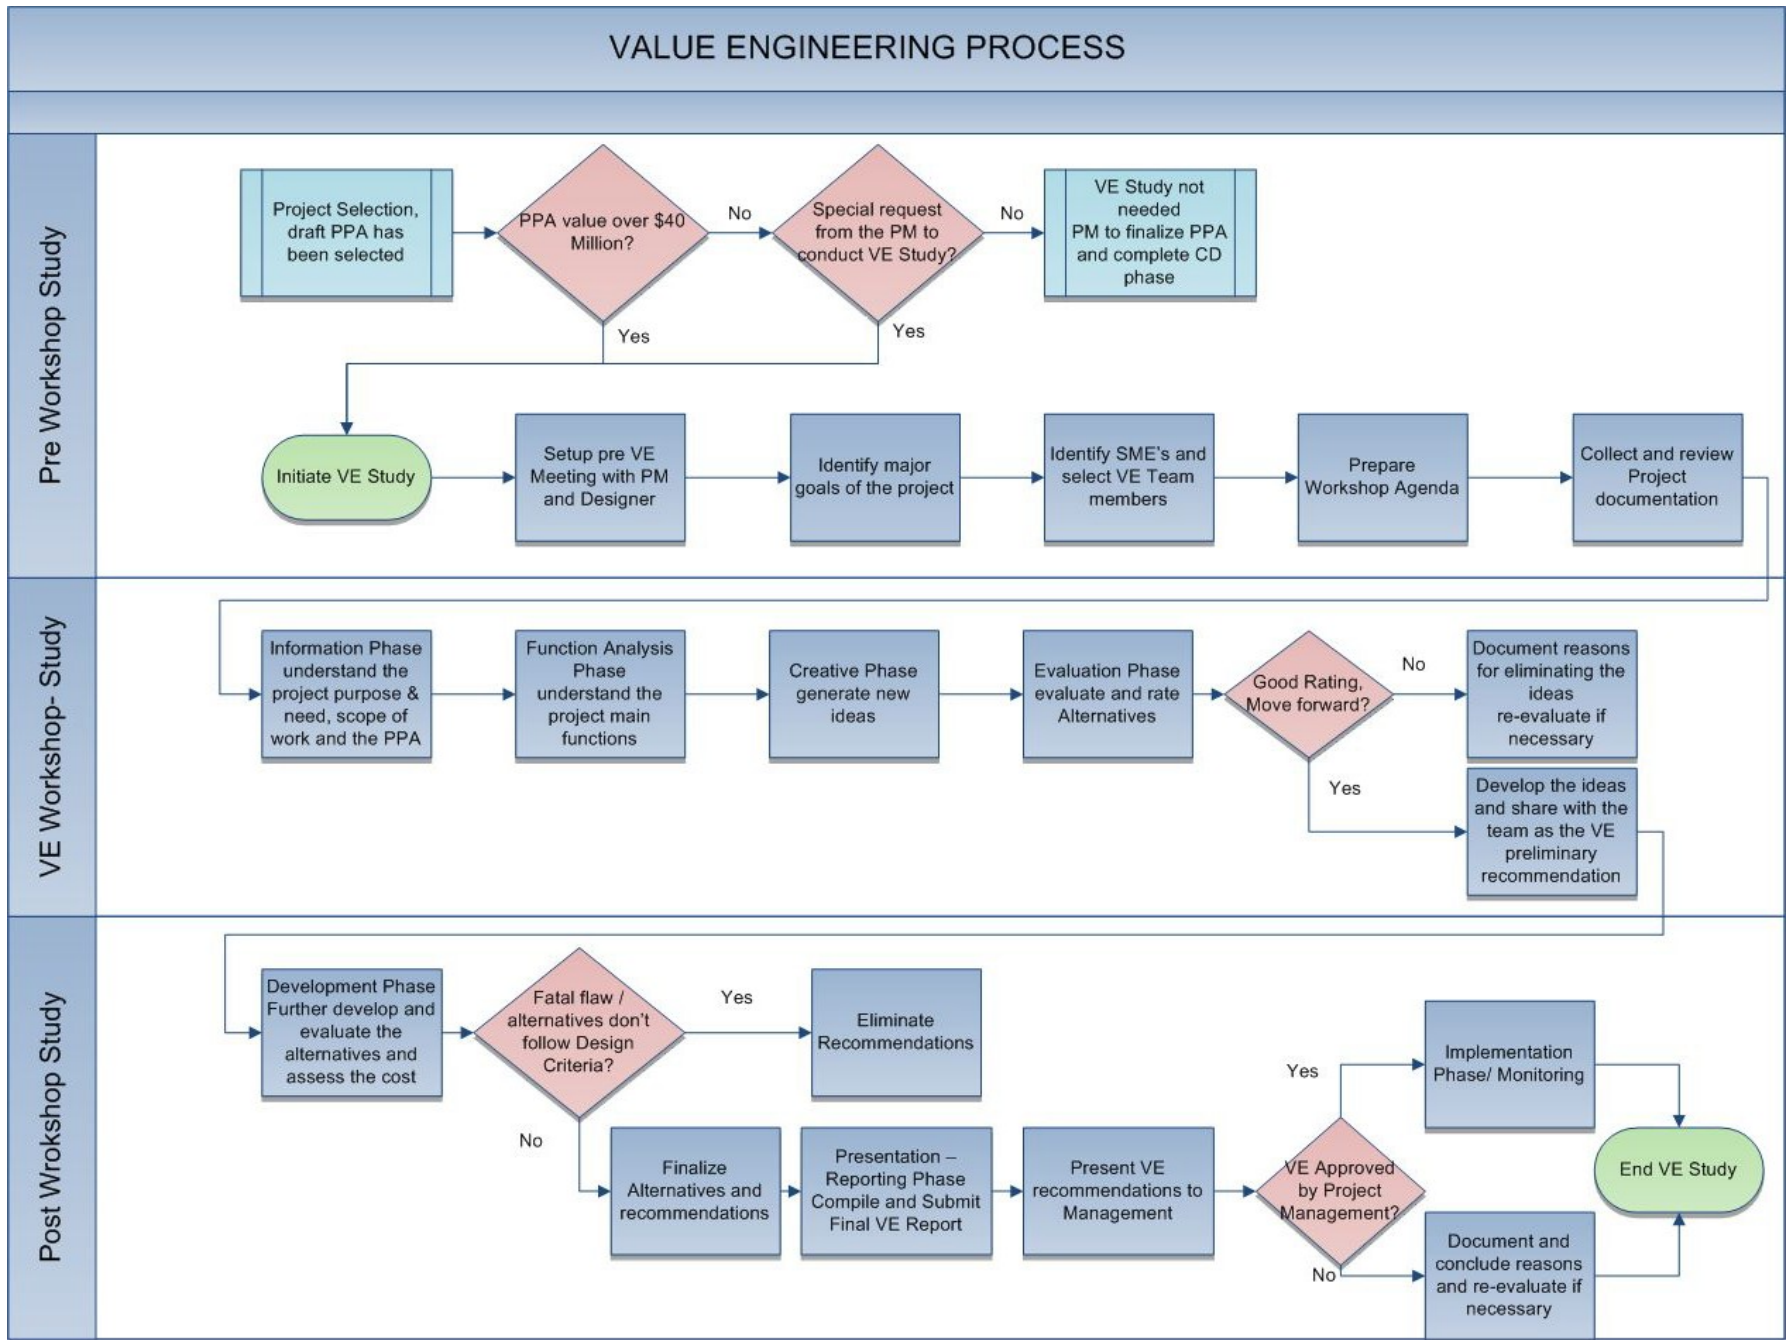 VALUE ENGINEERING PROCESS
Pre Workshop Study
Project Selection,
draft PPA has
been selected
PPA value over $40
Million?
No
Special request
from the PM to
conduct VE Study?
No
VE Study not
needed
PM to finalize PPA
and complete CD
phase
Yes
Yes
Initiate VE Study
Setup pre VE
Meeting with PM
and Designer
Identify major
goals of the project
Identify SME's and
select VE Team
members
Prepare
Workshop Agenda
Collect and review
Project
documentation
VE Workshop- Study
Information Phase
understand the
project purpose &
need, scope of
work and the PPA
Function Analysis
Phase
understand the
project main
functions
Creative Phase
generate new
ideas
Evaluation Phase
evaluate and rate
Alternatives
Good Rating,
Move forward?
No
Document reasons
for eliminating the
ideas
re-evaluate if
necessary
Yes
Develop the ideas
and share with the
team as the VE
preliminary
recommendation
Post Wrokshop Study
Development Phase
Further develop and
evaluate the
alternatives and
assess the cost
Fatal flaw /
alternatives don't
follow Design
Criteria?
Yes
Eliminate
Recommendations
No
Finalize
Alternatives and
recommendations
Presentation –
Reporting Phase
Compile and Submit
Final VE Report
Present VE
recommendations to
Management
VE Approved
by Project
Management?
Yes
Implementation
Phase/ Monitoring
No
Document and
conclude reasons
and re-evaluate if
necessary
End VE Study